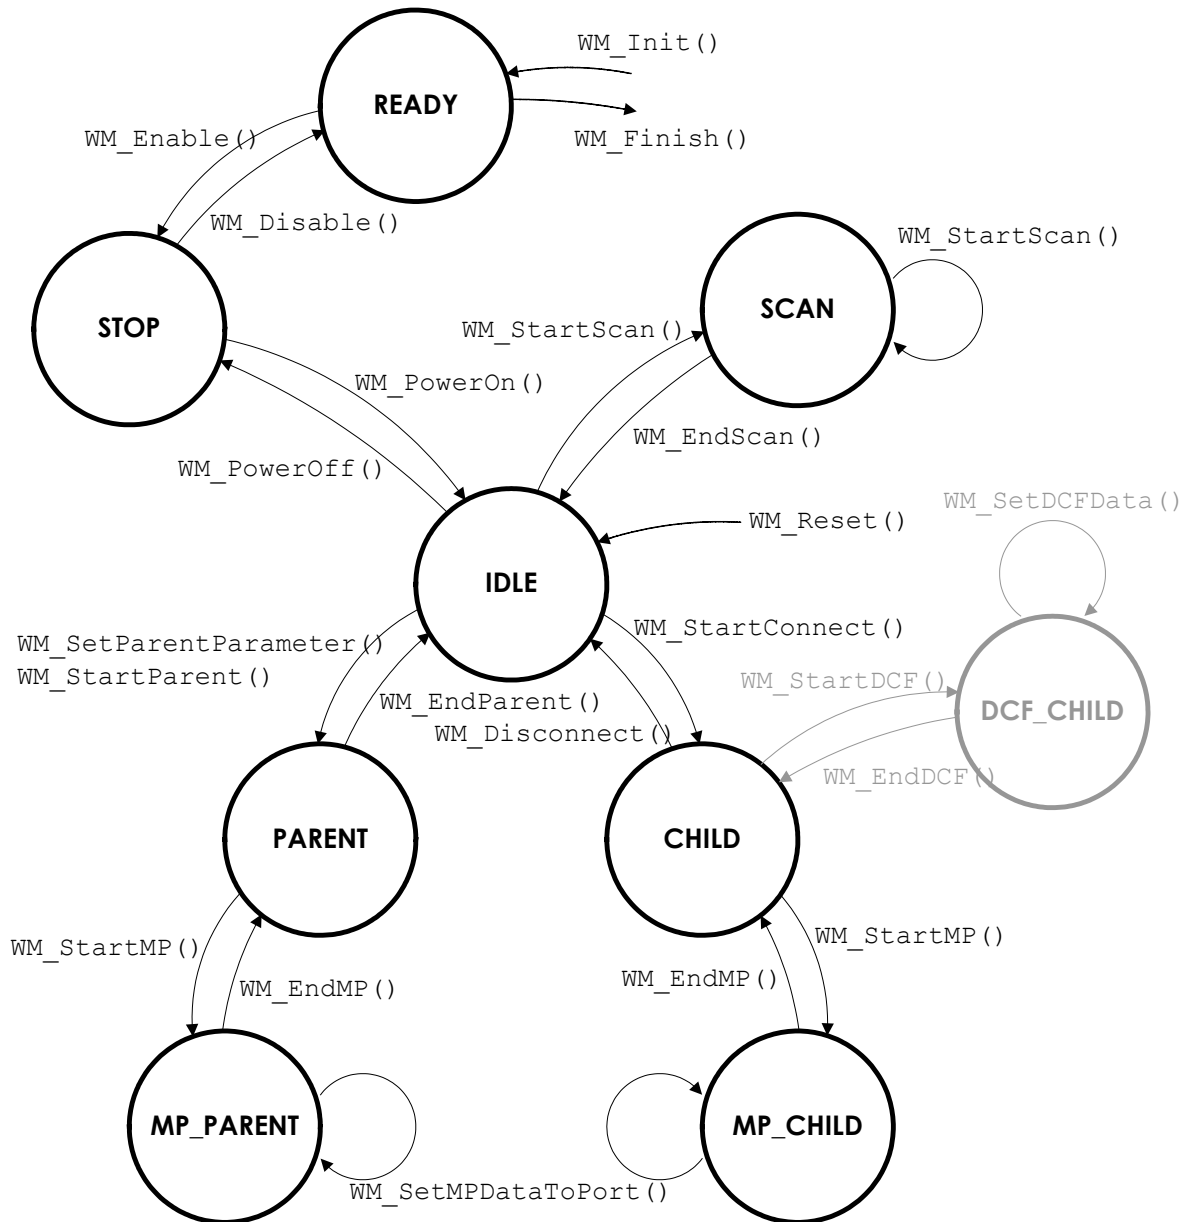 WM_Init()
READY
WM_Enable()
WM_Finish()
WM_Disable()
WM_StartScan()
SCAN
STOP
WM_StartScan()
WM_PowerOn()
WM_EndScan()
WM_PowerOff()
WM_SetDCFData()
WM_Reset()
IDLE
WM_SetParentParameter()
WM_StartParent()
WM_StartConnect()
WM_StartDCF()
WM_EndParent()
DCF_CHILD
WM_Disconnect()
WM_EndDCF()
PARENT
CHILD
WM_StartMP()
WM_StartMP()
WM_EndMP()
WM_EndMP()
MP_PARENT
MP_CHILD
WM_SetMPDataToPort()